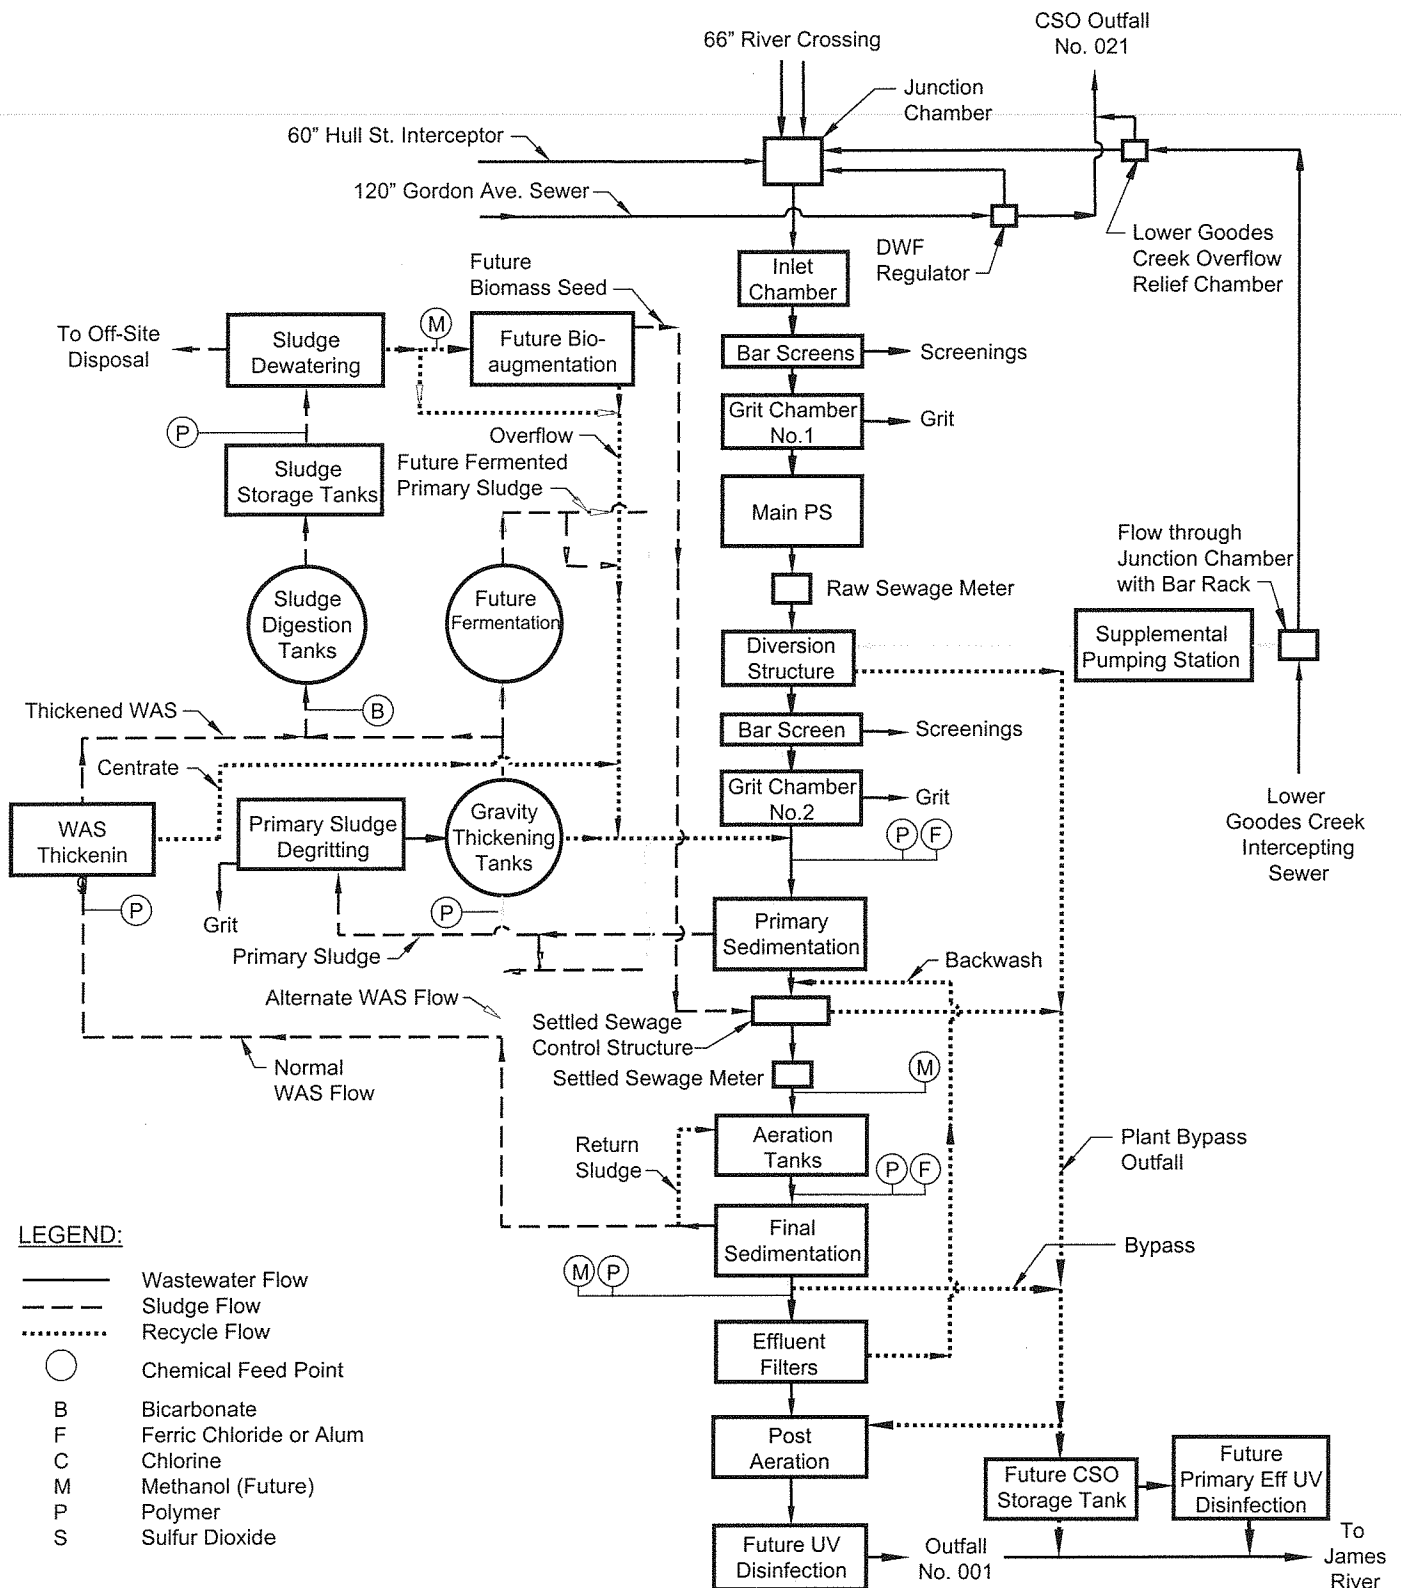 CSO Outfall
No. 021
66” River Crossing
Junction
Chamber
60” Hull St. Interceptor
120” Gordon Ave. Sewer
DWF
Regulator
Lower Goodes
Creek Overflow
Relief Chamber
Inlet
Chamber
Future
Biomass Seed
To Off-Site
Disposal
Sludge
Dewatering
M
Future Bio-
augmentation
Bar Screens
Screenings
Grit Chamber
No.1
Grit
P
Overflow
Future Fermented
Primary Sludge
Sludge
Storage Tanks
Main PS
Flow through
Junction Chamber
with Bar Rack
Sludge
Digestion
Tanks
Future
Fermentation
Raw Sewage Meter
Diversion
Structure
Supplemental
Pumping Station
Thickened WAS
B
Bar Screen
Screenings
Centrate
Grit Chamber
No.2
Grit
Lower
Goodes Creek
Intercepting
Sewer
WAS
Thickenin
g
Primary Sludge
Degritting
Gravity
Thickening
Tanks
P
F
P
Grit
P
Primary
Sedimentation
Primary Sludge
Backwash
Alternate WAS Flow
Settled Sewage
Control Structure
Normal
WAS Flow
Settled Sewage Meter
M
Return
Sludge
Aeration
Tanks
Plant Bypass
Outfall
P
F
Final
Sedimentation
Bypass
M
P
LEGEND:
Wastewater Flow
Sludge Flow
Recycle Flow
Chemical Feed Point
B Bicarbonate
F Ferric Chloride or Alum
C Chlorine
M Methanol (Future)
P Polymer
S Sulfur Dioxide
Effluent
Filters
Post
Aeration
Future CSO
Storage Tank
Future
Primary Eff UV
Disinfection
Future UV
Disinfection
Outfall
No. 001
To
James
River